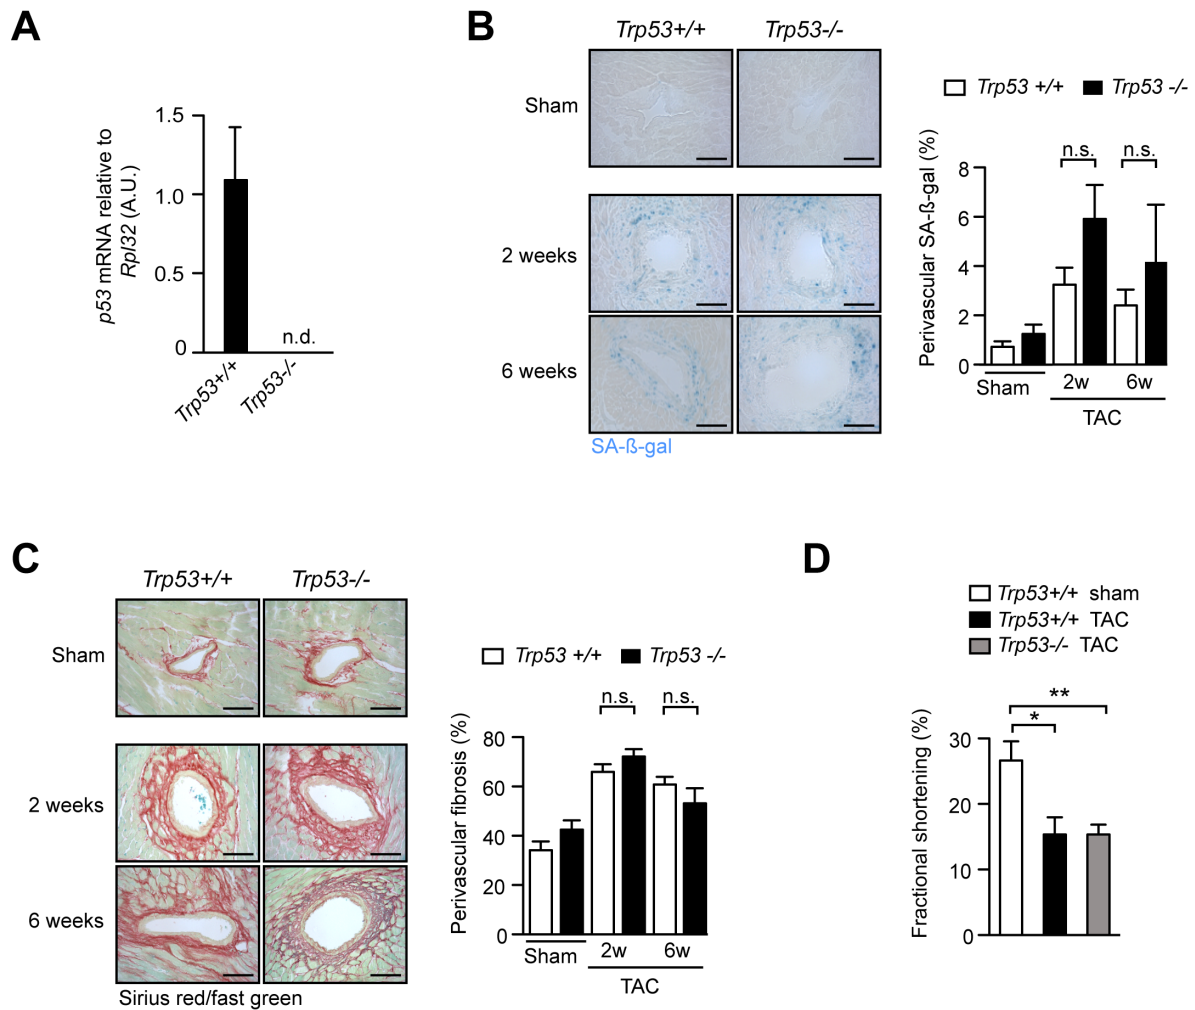 A
p53 mRNA relative to
Rpl32 (A.U.)
1.5
1.0
0.5
0
n.d.
Trp53+/+
Trp53-/-
B
Trp53+/+
Trp53-/-
Sham
2 weeks
6 weeks
SA-ß-gal
Trp53 +/+
Trp53 -/-
Perivascular SA-ß-gal (%)
8
6
4
2
0
n.s.
n.s.
Sham
2w
6w
TAC
C
Trp53+/+
Trp53-/-
Sham
2 weeks
6 weeks
Sirius red/fast green
Trp53 +/+
Trp53 -/-
Perivascular fibrosis (%)
80
60
40
20
0
n.s.
n.s.
Sham
2w
6w
TAC
D
Trp53+/+ sham
Trp53+/+ TAC
Trp53-/- TAC
Fractional shortening (%)
30
20
10
0
**
*